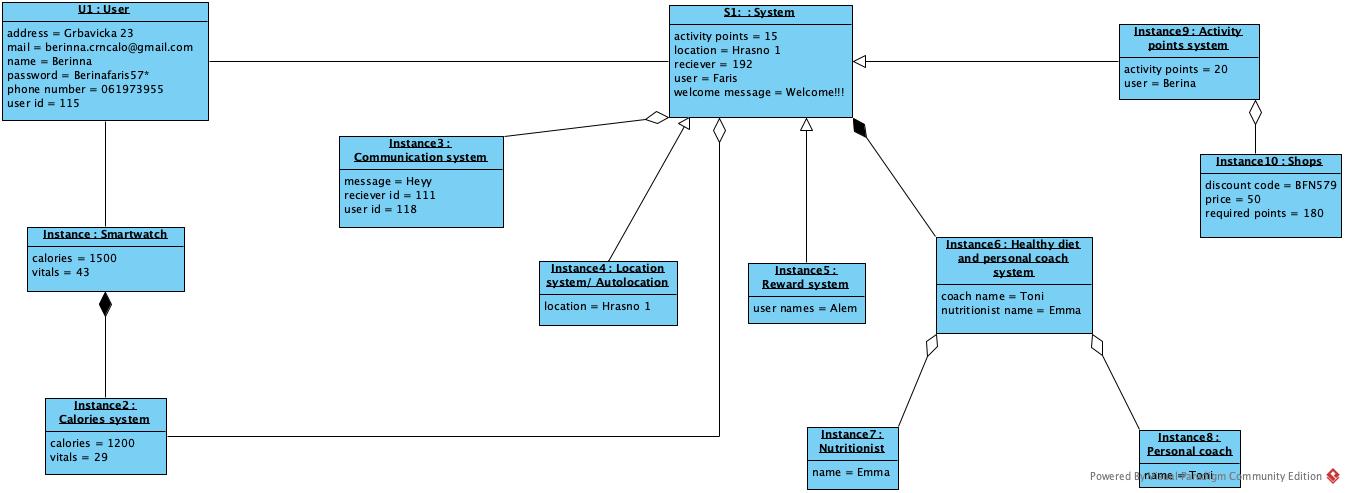 U1 : User
address = Grbavicka 23
mail = berinna.crncalo@gmail.com
name = Berinna
password = Berinafaris57*
phone number = 061973955
user id = 115
S1: : System
activity points = 15
location = Hrasno 1
reciever = 192
user = Faris
welcome message = Welcome!!!
Instance9 : Activity
points system
activity points = 20
user = Berina
Instance3 :
Communication system
message = Heyy
reciever id = 111
user id = 118
Instance10 : Shops
discount code = BFN579
price = 50
required points = 180
Instance : Smartwatch
calories = 1500
vitals = 43
Instance4 : Location
system/ Autolocation
location = Hrasno 1
Instance5 :
Reward system
user names = Alem
Instance6 : Healthy diet
and personal coach
system
coach name = Toni
nutritionist name = Emma
Instance2 :
Calories system
calories = 1200
vitals = 29
Instance7 :
Nutritionist
name = Emma
Instance8 :
Personal coach
name = Toni
Powered By Visual Paradigm Community Edition